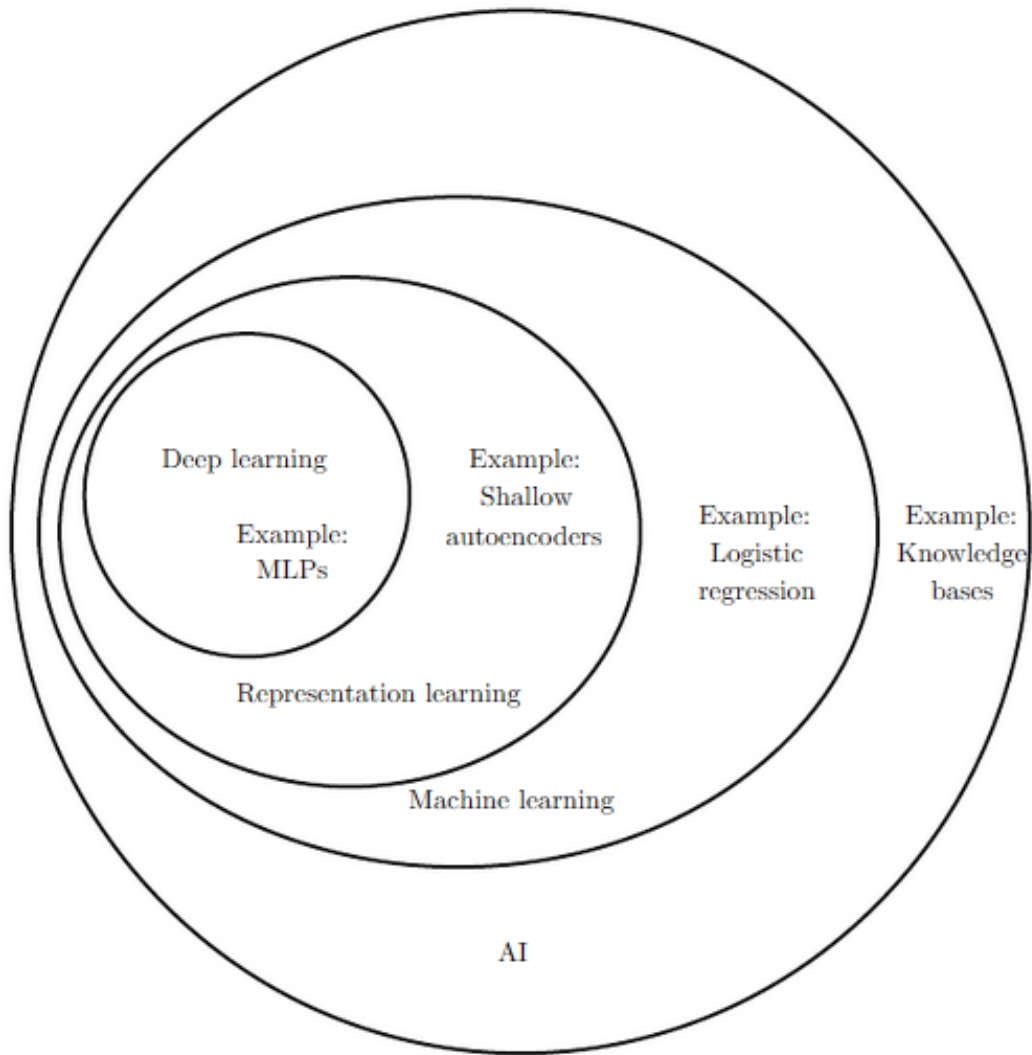 Deep learning
Example:
MLPs
Example:
Shallow
autoencoders
Example:
Logistic
regression
Example:
Knowledge
bases
Representation learning
Machine learning
AI